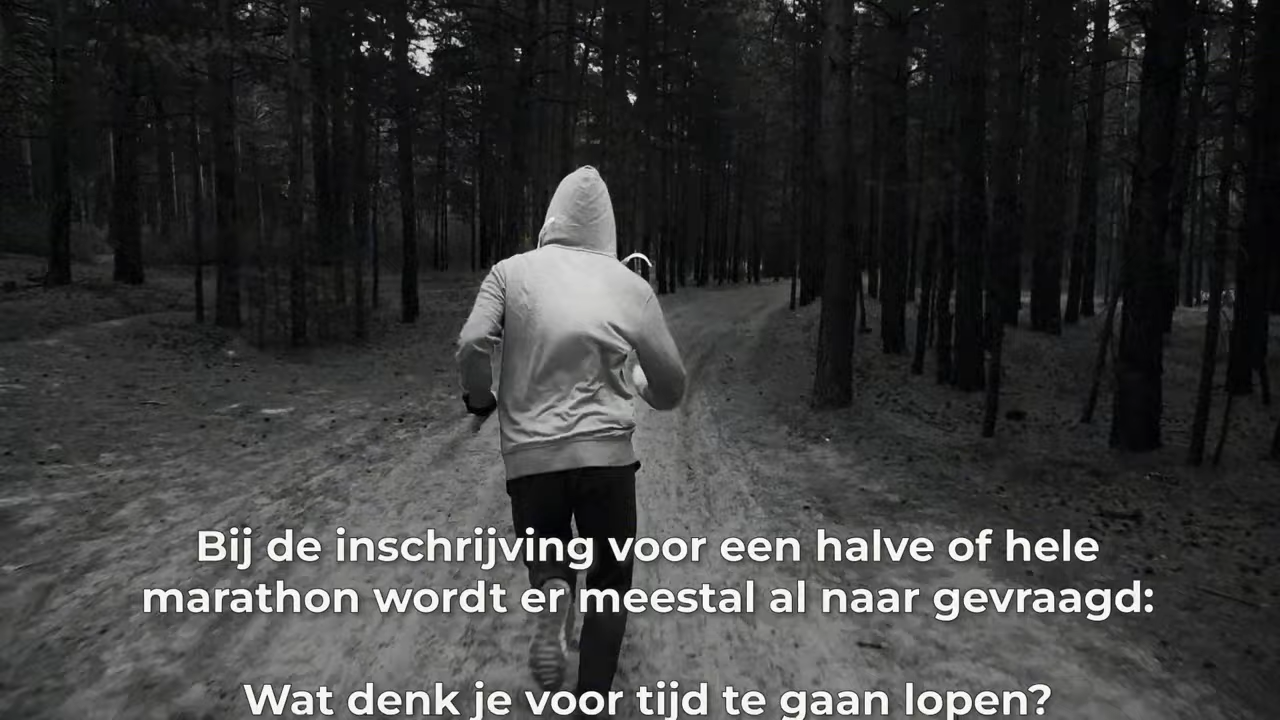 Bij de inschrijving voor een halve of hele
marathon wordt er meestal al naar gevraagd:
Wat denk je voor tijd te gaan lopen?